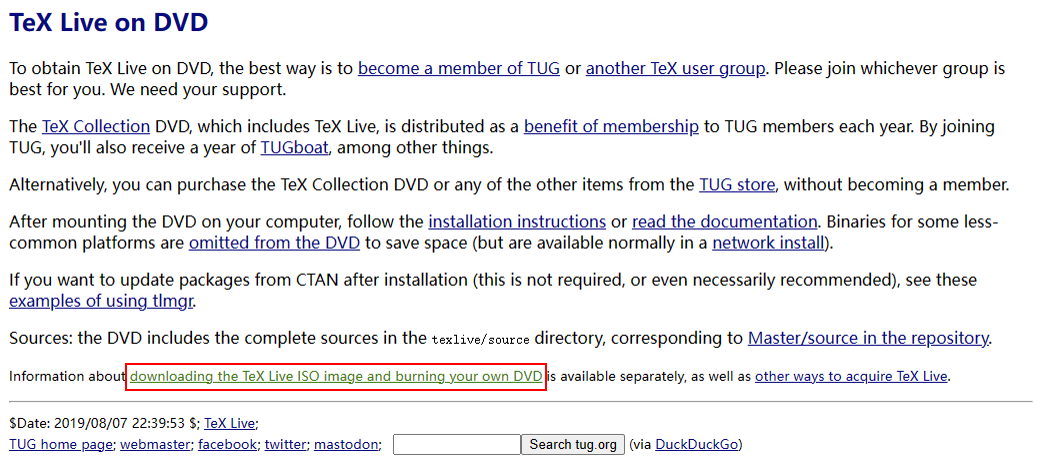 TeX Live on DVD
To obtain TeX Live on DVD, the best way is to become a member of TUG or another TeX user group. Please join whichever group is
best for you. We need your support.
The TeX Collection DVD, which includes TeX Live, is distributed as a benefit of membership to TUG members each year. By joining
TUG, you'll also receive a year of TUGboat, among other things.
Alternatively, you can purchase the TeX Collection DVD or any of the other items from the TUG store, without becoming a member.
After mounting the DVD on your computer, follow the installation instructions or read the documentation. Binaries for some less-
common platforms are omitted from the DVD to save space (but are available normally in a network install).
If you want to update packages from CTAN after installation (this is not required, or even necessarily recommended), see these
examples of using tlmgr.
Sources: the DVD includes the complete sources in the texlive/source directory, corresponding to Master/source in the repository.
Information about downloading the TeX Live ISO image and burning your own DVD is available separately, as well as other ways to acquire TeX Live.
$Date: 2019/08/07 22:39:53 $; TeX Live;
TUG home page; webmaster; facebook; twitter; mastodon; Search tug.org (via DuckDuckGo)